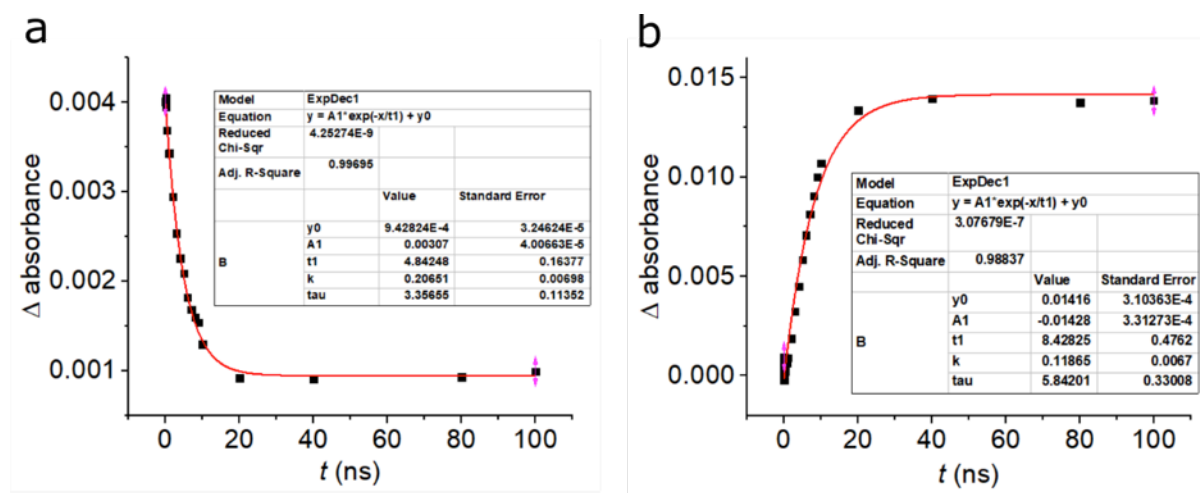 a
Δ absorbance
0.004
0.003
0.002
0.001
0
20
40
60
80
100
t (ns)
Model ExpDec1
Equation y = A1*exp(-x/t1) + y0
Reduced Chi-Sqr 4.25274E-9
Adj. R-Square 0.99695
Value Standard Error
B
y0 9.42824E-4 3.24624E-5
A1 0.00307 4.00663E-5
t1 4.84248 0.16377
k 0.20651 0.00698
tau 3.35655 0.11352
b
Δ absorbance
0.015
0.010
0.005
0.000
0
20
40
60
80
100
t (ns)
Model ExpDec1
Equation y = A1*exp(-x/t1) + y0
Reduced Chi-Sqr 3.07679E-7
Adj. R-Square 0.98837
Value Standard Error
B
y0 0.01416 3.10363E-4
A1 -0.01428 3.31273E-4
t1 8.42825 0.4762
k 0.11865 0.0067
tau 5.84201 0.33008